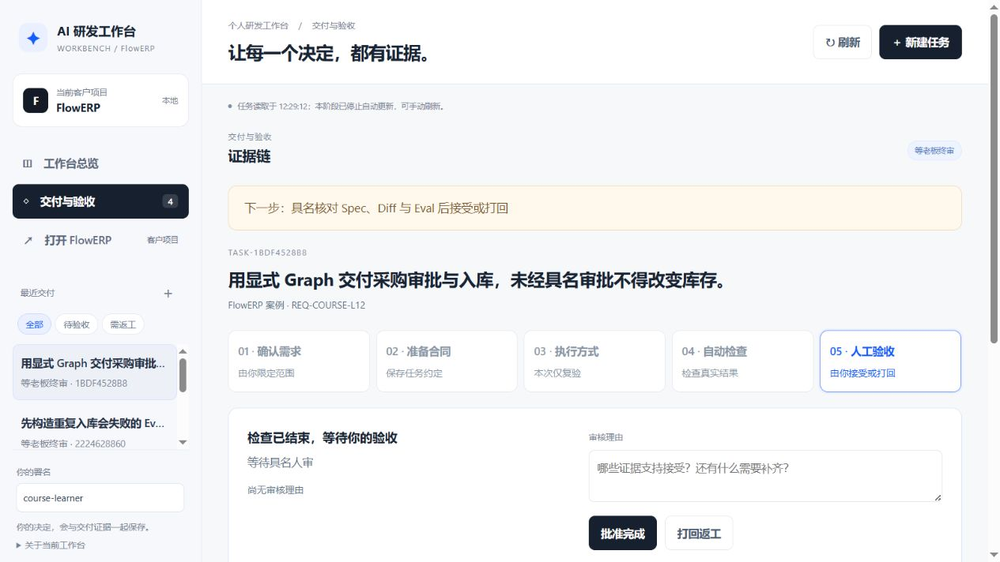 AI 研发工作台
WORKBENCH / FlowERP
F
当前客户项目
FlowERP
本地
工作台总览
交付与验收
4
打开 FlowERP
客户项目
最近交付
+
全部
待验收
需返工
用显式 Graph 交付采购审批...
等老板终审 · 1BDF4528B8
先构造重复入库会失败的 Ev...
等老板终审 · 2224628860
你的署名
course-learner
你的决定，会与交付证据一起保存。
关于当前工作台
个人研发工作台 / 交付与验收
让每一个决定，都有证据。
↻ 刷新
+ 新建任务
任务读取于 12:29:12；本阶段已停止自动更新，可手动刷新。
交付与验收
证据链
等老板终审
下一步：具名核对 Spec、Diff 与 Eval 后接受或打回
TASK-1BDF4528B8
用显式 Graph 交付采购审批与入库，未经具名审批不得改变库存。
FlowERP 案例 · REQ-COURSE-L12
01 · 确认需求
由你限定范围
02 · 准备合同
保存任务约定
03 · 执行方式
本次仅复验
04 · 自动检查
检查真实结果
05 · 人工验收
由你接受或打回
检查已结束，等待你的验收
等待具名人审
尚无审核理由
审核理由
哪些证据支持接受？还有什么需要补齐？
批准完成
打回返工